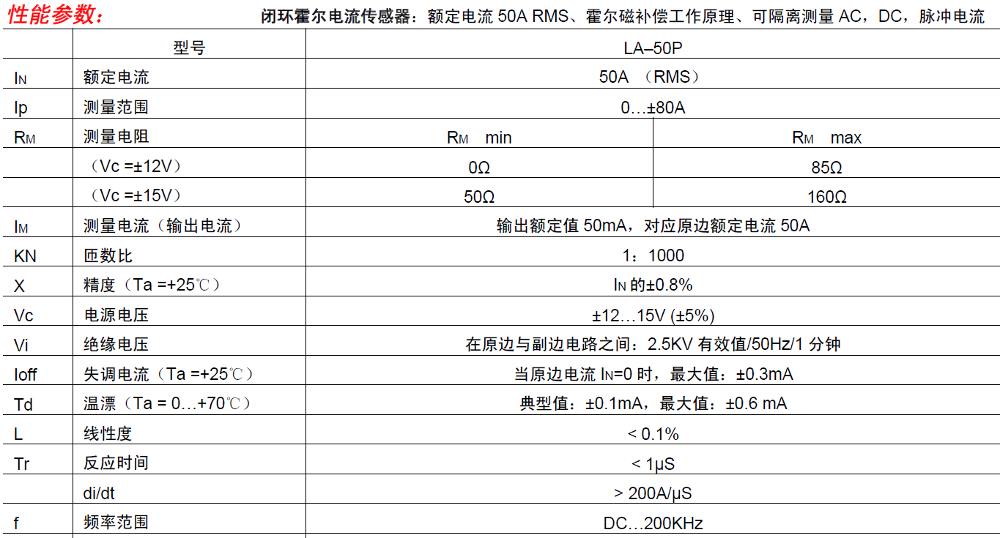 性能参数： 闭环霍尔电流传感器：额定电流 50A RMS、霍尔磁补偿工作原理、可隔离测量 AC，DC，脉冲电流
型号 LA–50P
IN 额定电流 50A （RMS）
Ip 测量范围 0…±80A
RM 测量电阻 RM min RM max
（Vc =±12V） 0Ω 85Ω
（Vc =±15V） 50Ω 160Ω
IM 测量电流（输出电流） 输出额定值 50mA，对应原边额定电流 50A
KN 匝数比 1：1000
X 精度（Ta =+25℃） IN 的±0.8%
Vc 电源电压 ±12…15V (±5%)
Vi 绝缘电压 在原边与副边电路之间：2.5KV 有效值/50Hz/1 分钟
Ioff 失调电流（Ta =+25℃） 当原边电流 IN=0 时，最大值：±0.3mA
Td 温漂（Ta = 0…+70℃） 典型值：±0.1mA，最大值：±0.6 mA
L 线性度 < 0.1%
Tr 反应时间 < 1μS
di/dt > 200A/μS
f 频率范围 DC…200KHz